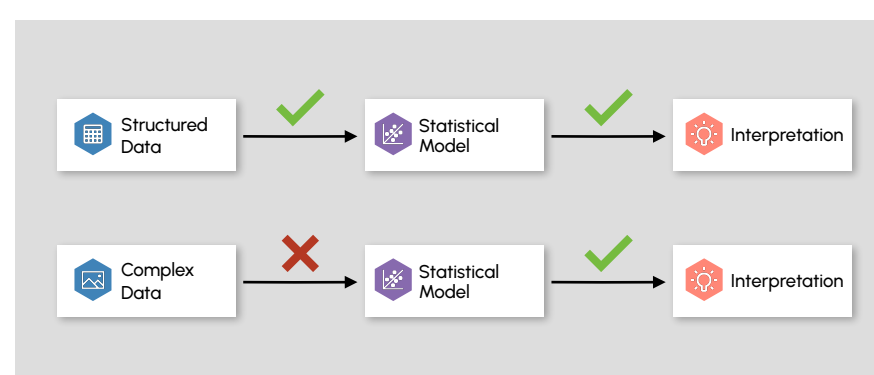 Structured
Data
Statistical
Model
Interpretation
Complex
Data
Statistical
Model
Interpretation